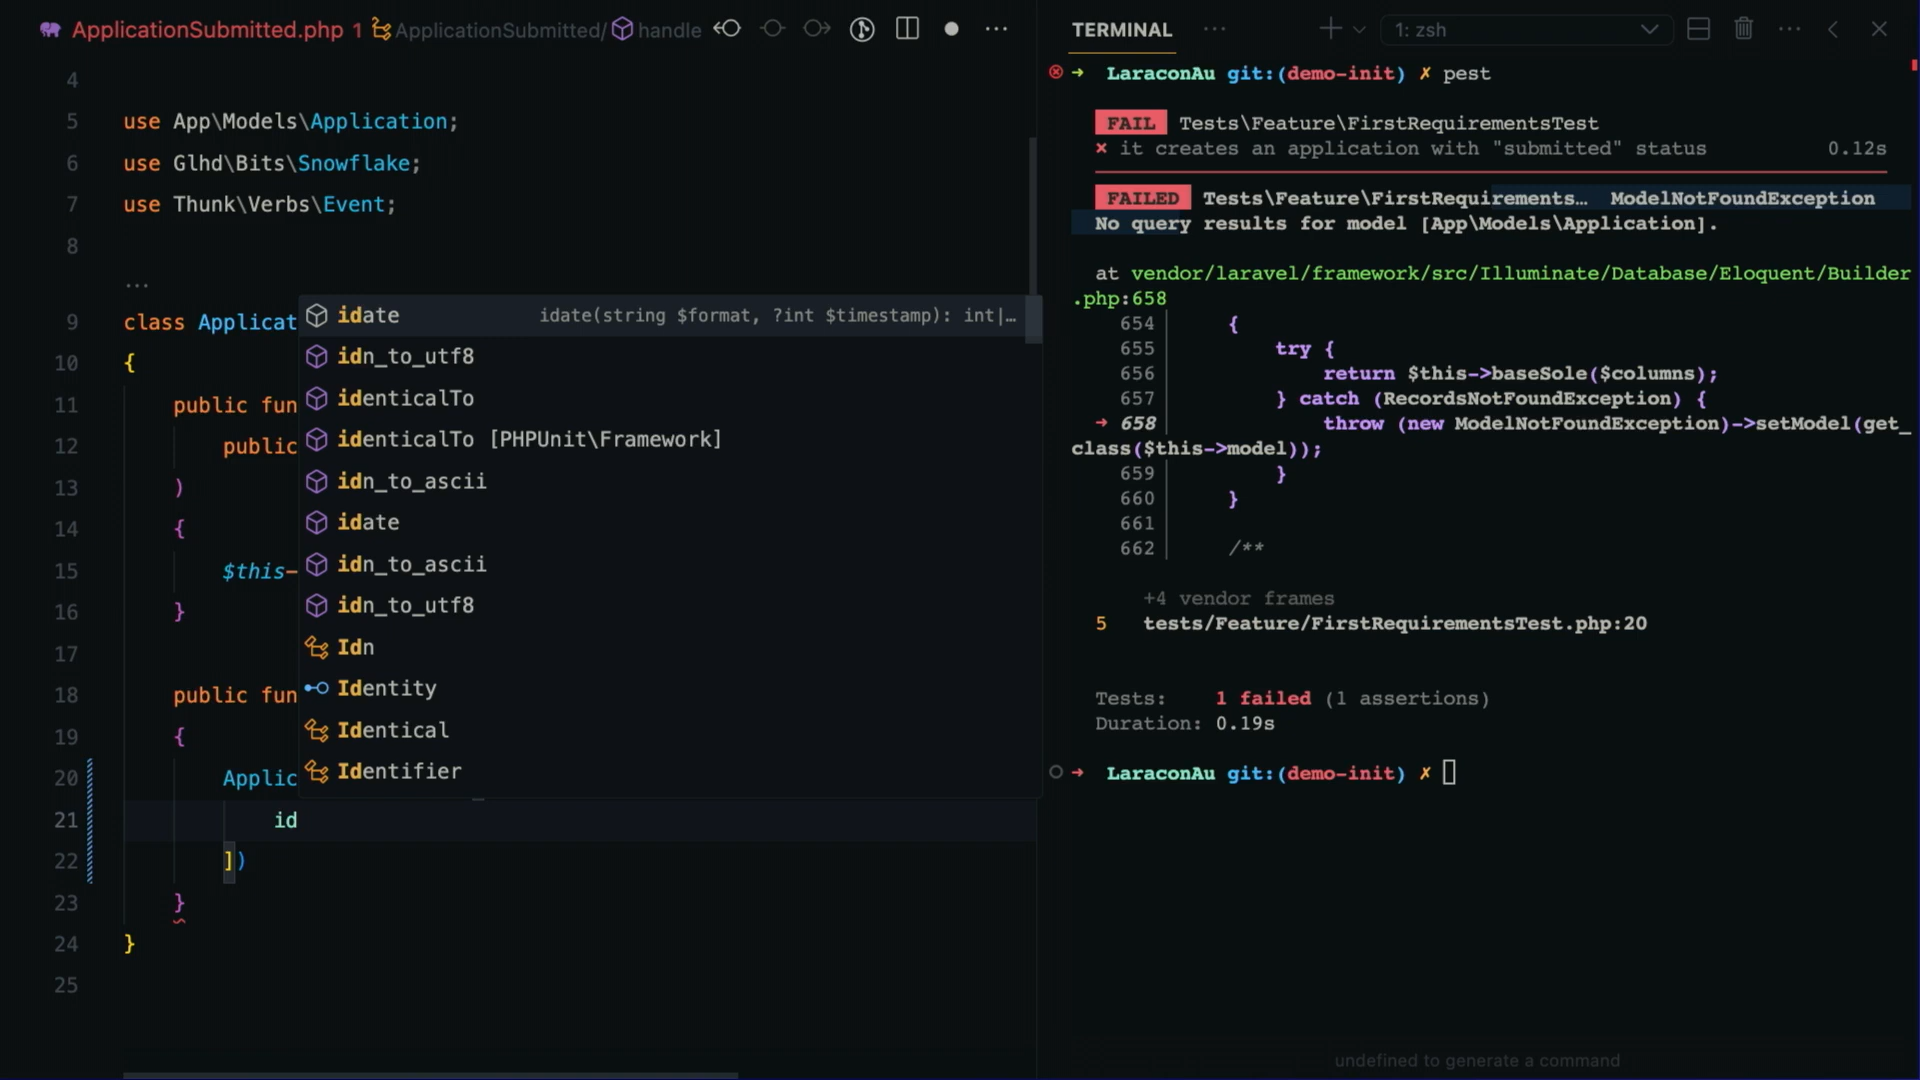 ApplicationSubmitted.php 1 ApplicationSubmitted/ handle
4
5 use App\Models\Application;
6 use Glhd\Bits\Snowflake;
7 use Thunk\Verbs\Event;
8
...
9 class Applicat
10 {
11 public fun
12 public
13 )
14 {
15 $this-
16 }
17
18 public fun
19 {
20 Applic
21 id
22 ])
23 }
24 }
25
idate idate(string $format, ?int $timestamp): int|…
idn_to_utf8
identicalTo
identicalTo [PHPUnit\Framework]
idn_to_ascii
idate
idn_to_ascii
idn_to_utf8
Idn
Identity
Identical
Identifier
TERMINAL ... 1: zsh
➜ LaraconAu git:(demo-init) ✗ pest
FAIL Tests\Feature\FirstRequirementsTest
⨯ it creates an application with "submitted" status 0.12s
FAILED Tests\Feature\FirstRequirements… ModelNotFoundException
No query results for model [App\Models\Application].
at vendor/laravel/framework/src/Illuminate/Database/Eloquent/Builder
.php:658
654 {
655 try {
656 return $this->baseSole($columns);
657 } catch (RecordsNotFoundException) {
➜ 658 throw (new ModelNotFoundException)->setModel(get_
class($this->model));
659 }
660 }
661
662 /**
+4 vendor frames
5 tests/Feature/FirstRequirementsTest.php:20
Tests: 1 failed (1 assertions)
Duration: 0.19s
➜ LaraconAu git:(demo-init) ✗
undefined to generate a command